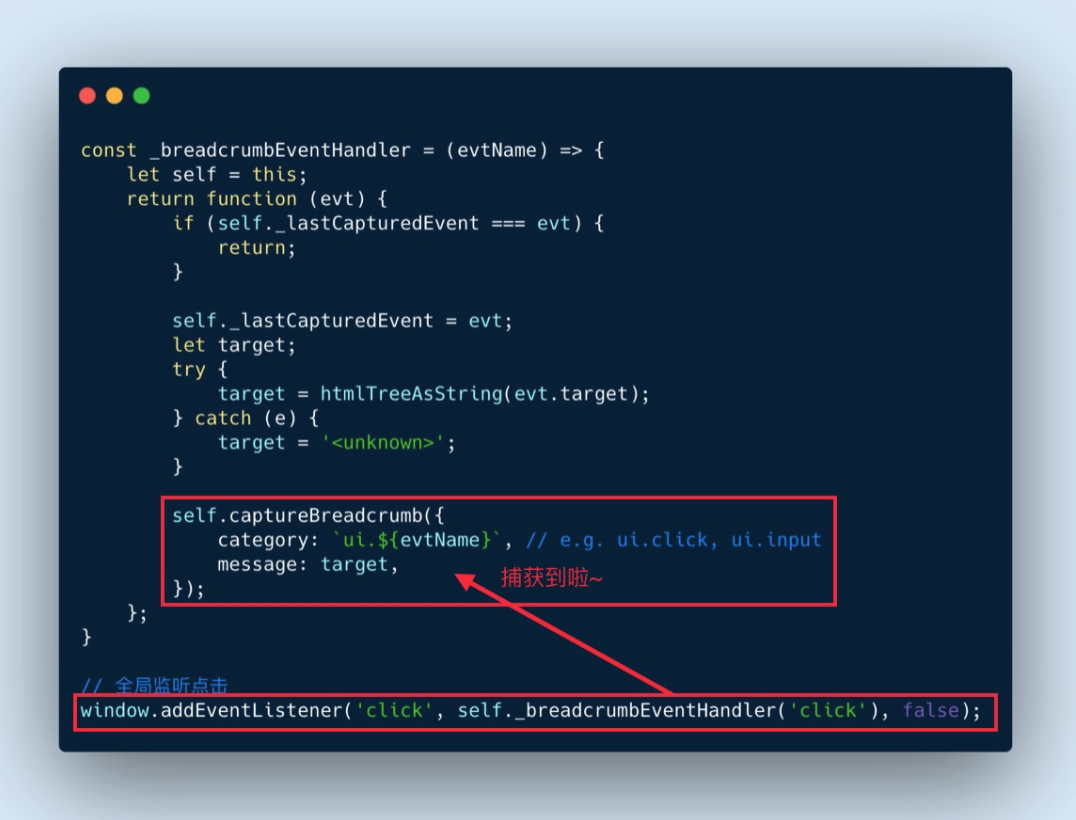 const _breadcrumbEventHandler = (evtName) => {
    let self = this;
    return function (evt) {
        if (self._lastCapturedEvent === evt) {
            return;
        }

        self._lastCapturedEvent = evt;
        let target;
        try {
            target = htmlTreeAsString(evt.target);
        } catch (e) {
            target = '<unknown>';
        }

        self.captureBreadcrumb({
            category: `ui.${evtName}`, // e.g. ui.click, ui.input
            message: target,
捕获到啦~
        });
    };
}

// 全局监听点击
window.addEventListener('click', self._breadcrumbEventHandler('click'), false);